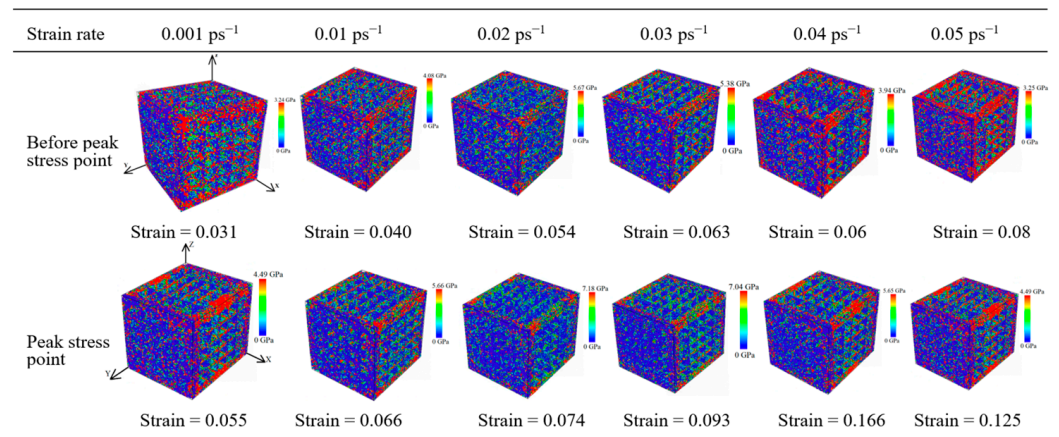 Strain rate 0.001 ps⁻¹ 0.01 ps⁻¹ 0.02 ps⁻¹ 0.03 ps⁻¹ 0.04 ps⁻¹ 0.05 ps⁻¹
z
3.24 GPa 4.08 GPa 5.67 GPa 5.38 GPa 3.94 GPa 3.25 GPa
Before peak
stress point
0 GPa 0 GPa 0 GPa 0 GPa 0 GPa 0 GPa
Y X
Strain = 0.031 Strain = 0.040 Strain = 0.054 Strain = 0.063 Strain = 0.06 Strain = 0.08
Z
4.49 GPa 5.66 GPa 7.18 GPa 7.04 GPa 5.65 GPa 4.49 GPa
Peak stress
point
0 GPa 0 GPa 0 GPa 0 GPa 0 GPa 0 GPa
Y X
Strain = 0.055 Strain = 0.066 Strain = 0.074 Strain = 0.093 Strain = 0.166 Strain = 0.125